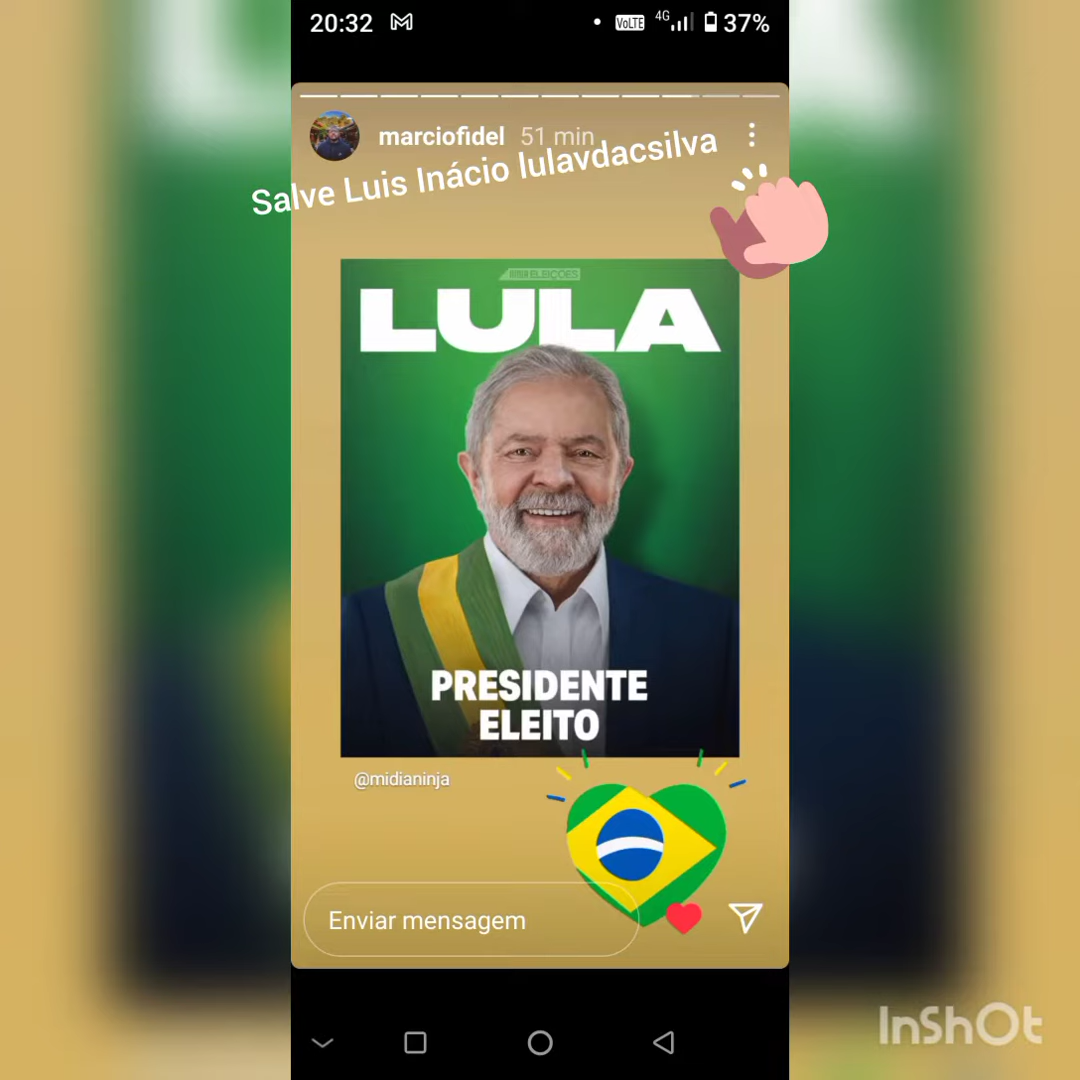 20:32
VoLTE 4G 37%
marciofidel 51 min
Salve Luis Inácio lulavdacsilva
ELEIÇÕES
LULA
PRESIDENTE
ELEITO
@midianinja
Enviar mensagem
InShOt